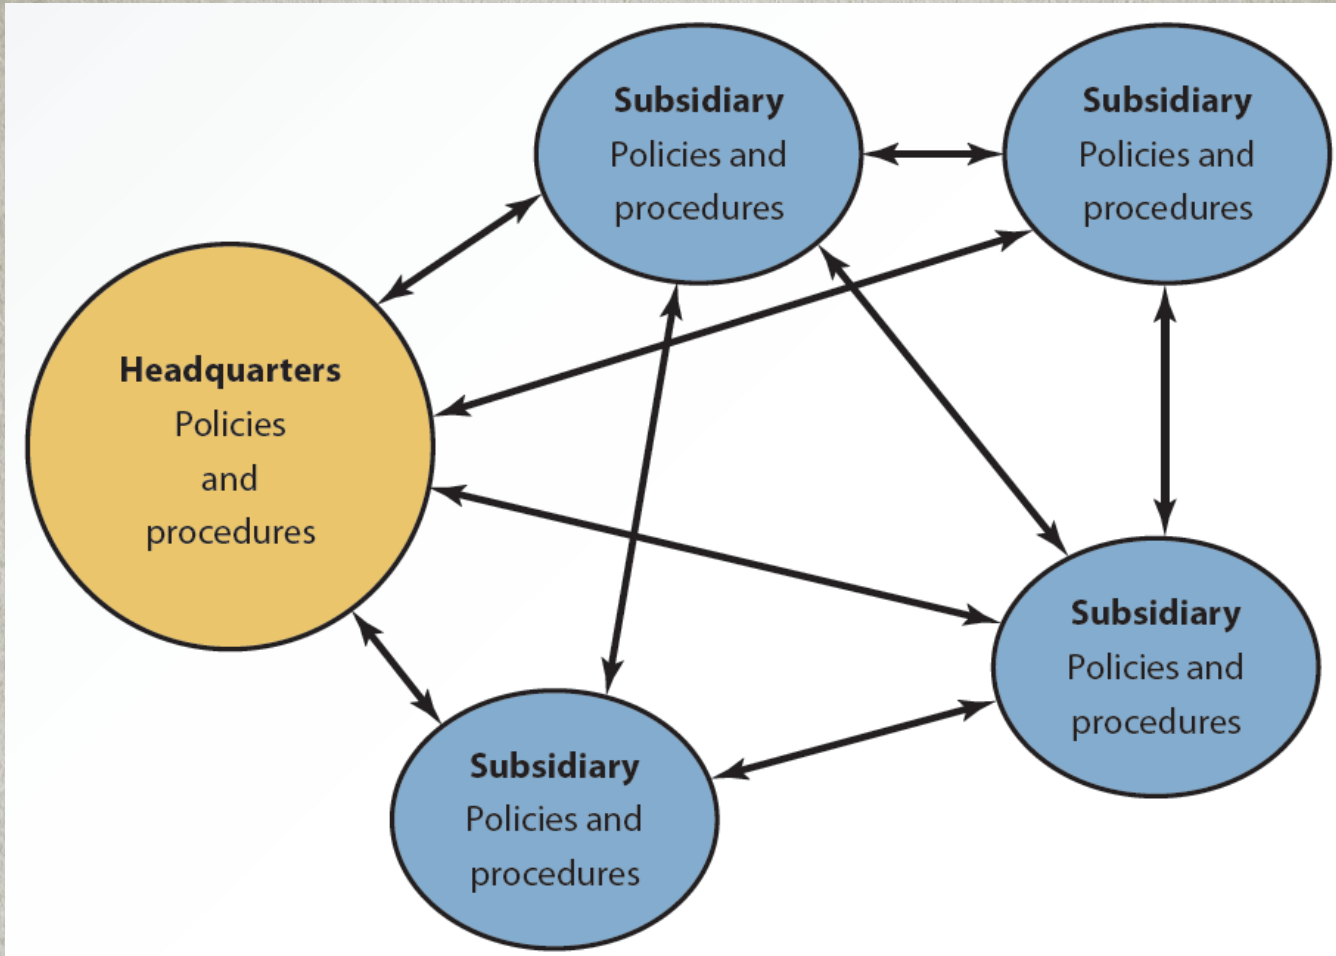 Subsidiary
Policies and
procedures
Subsidiary
Policies and
procedures
Headquarters
Policies
and
procedures
Subsidiary
Policies and
procedures
Subsidiary
Policies and
procedures